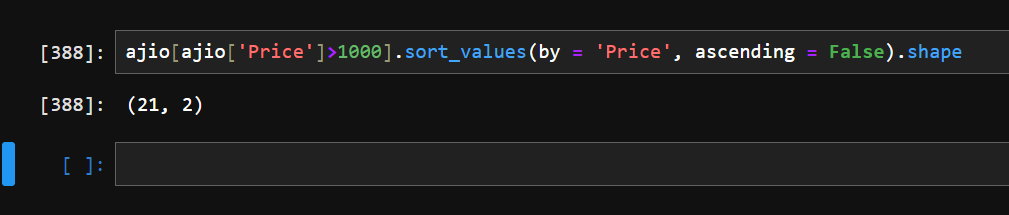 [388]: ajio[ajio['Price']>1000].sort_values(by = 'Price', ascending = False).shape
[388]: (21, 2)
[ ]: